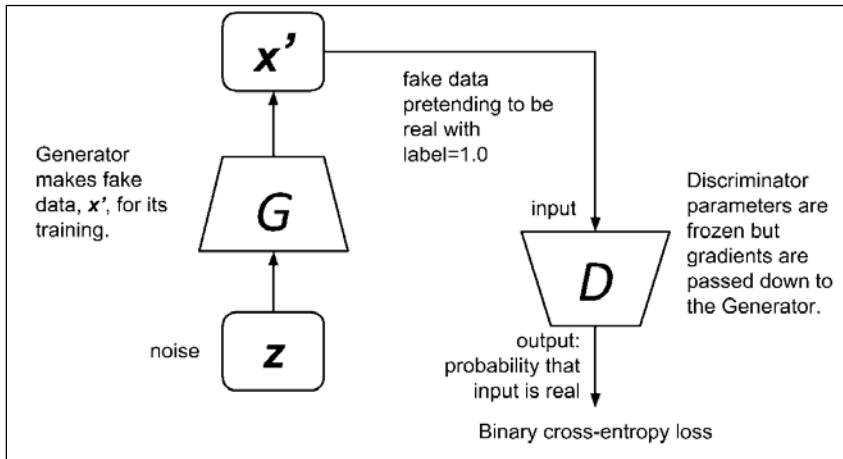 x’
fake data
pretending to be
real with
label=1.0
Generator
makes fake
data, x’, for its
training.
G
input
Discriminator
parameters are
frozen but
gradients are
passed down to
the Generator.
D
noise
z
output:
probability that
input is real
Binary cross-entropy loss